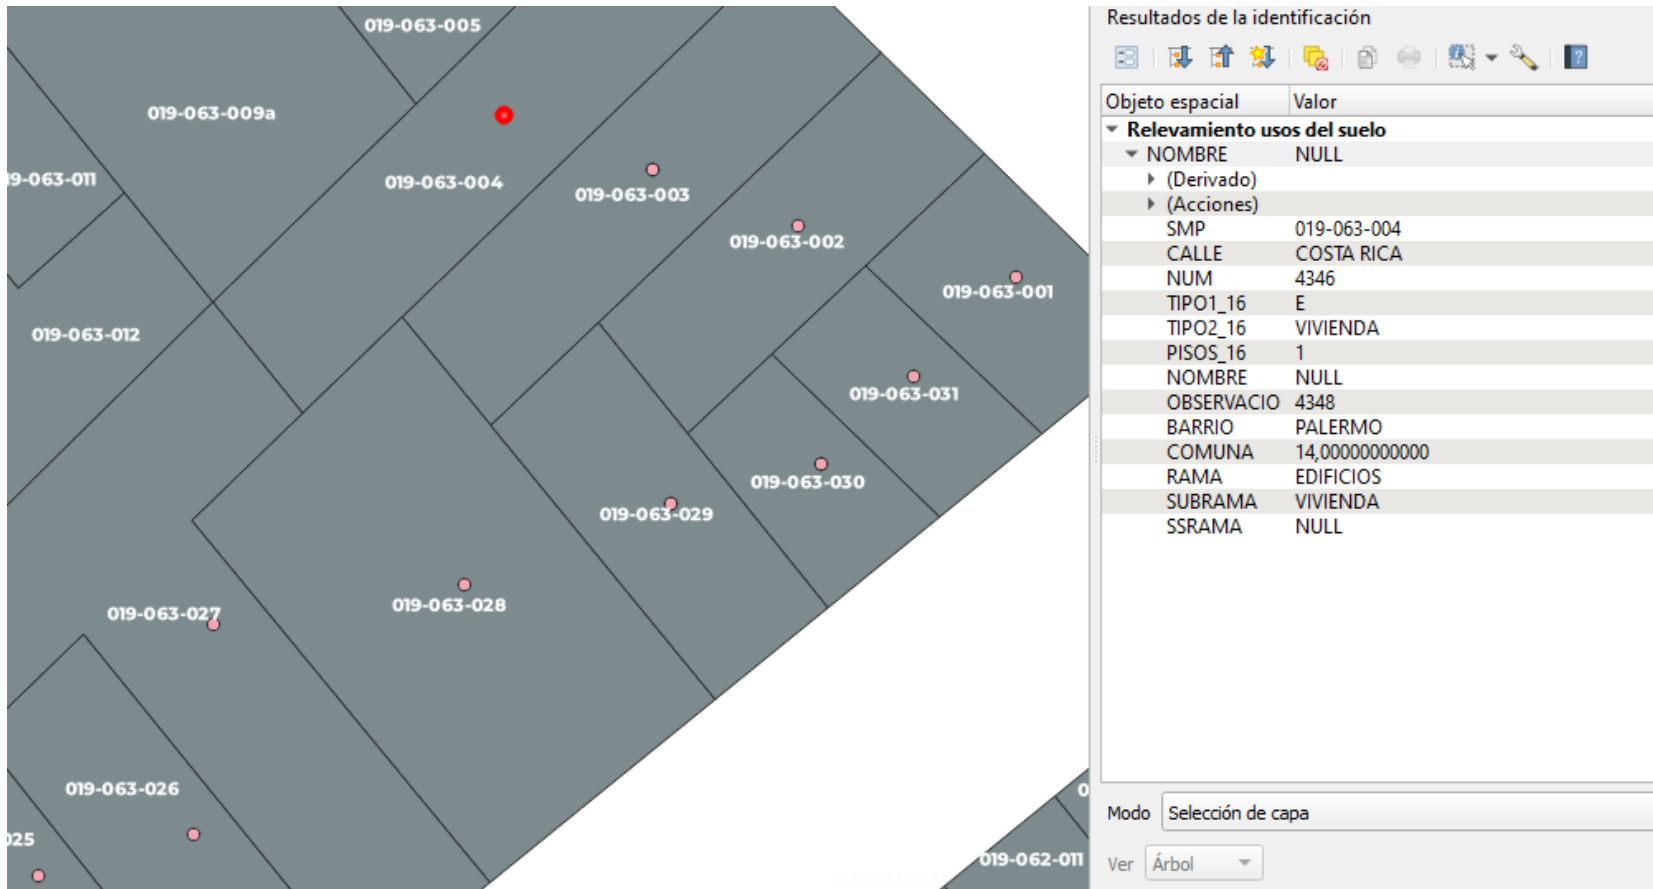 019-063-005
019-063-009a
9-063-011
019-063-004
019-063-003
019-063-002
019-063-001
019-063-012
019-063-031
019-063-030
019-063-029
019-063-028
019-063-027
019-063-026
025
019-062-011
Resultados de la identificación
Objeto espacial Valor
Relevamiento usos del suelo
NOMBRE NULL
(Derivado)
(Acciones)
SMP 019-063-004
CALLE COSTA RICA
NUM 4346
TIPO1_16 E
TIPO2_16 VIVIENDA
PISOS_16 1
NOMBRE NULL
OBSERVACIO 4348
BARRIO PALERMO
COMUNA 14,00000000000
RAMA EDIFICIOS
SUBRAMA VIVIENDA
SSRAMA NULL
Modo Selección de capa
Ver Árbol